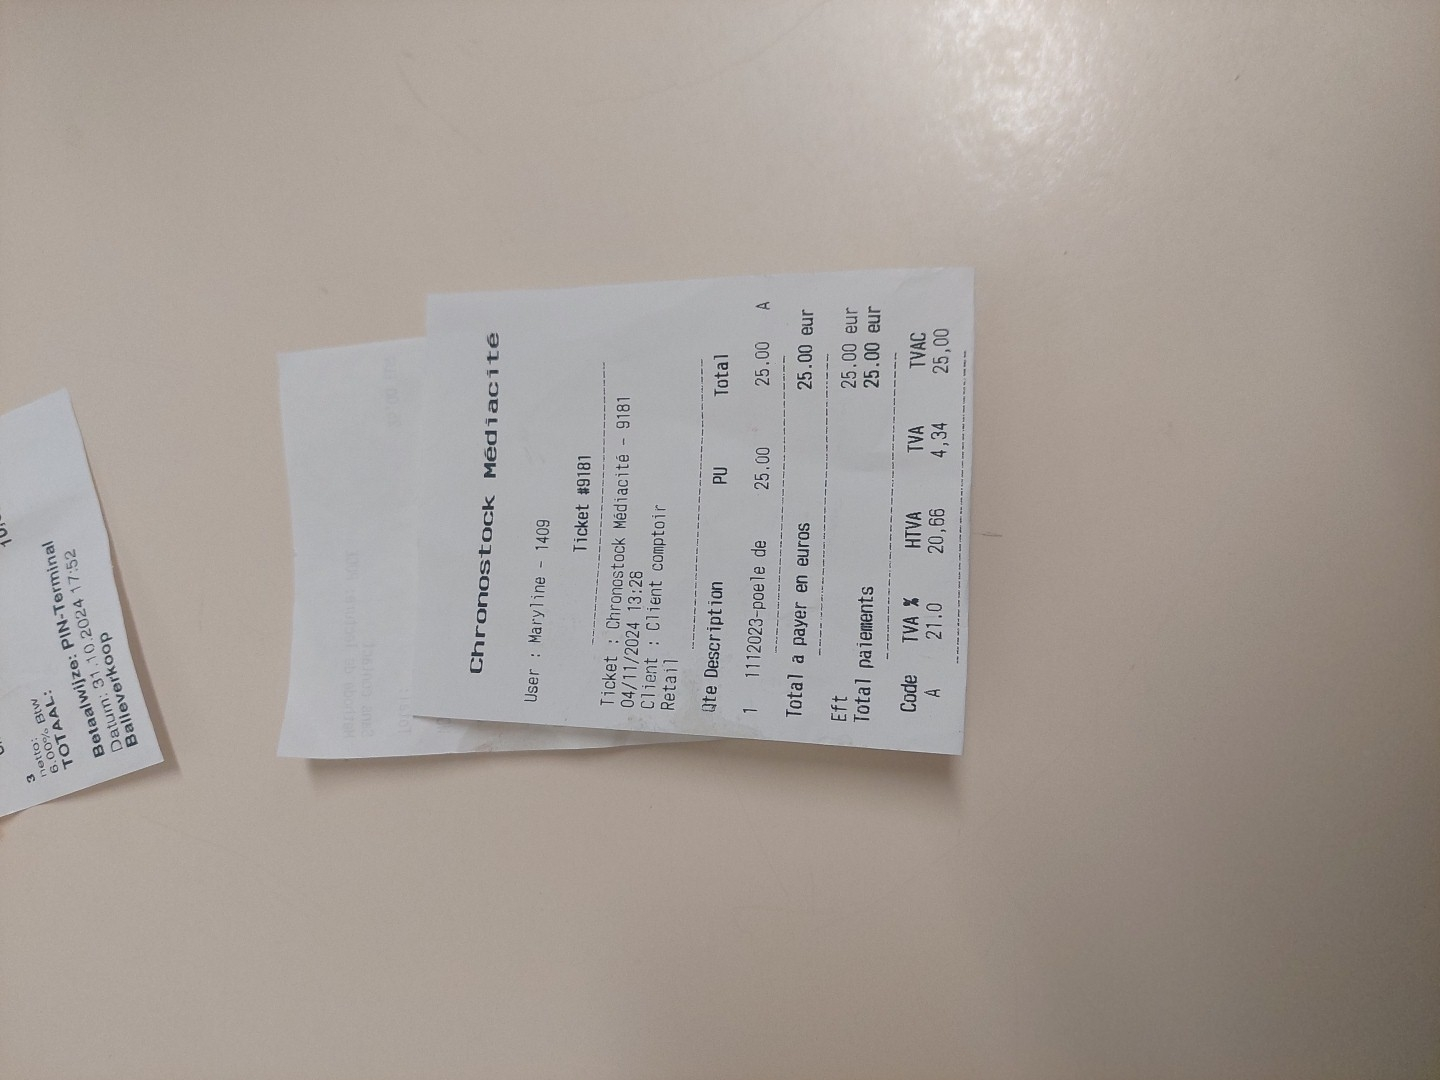 Chronostock Médiacité
User : Maryline - 1409
Ticket #9181
Ticket : Chronostock Médiacité - 9181
04/11/2024 13:26
Client : Client comptoir
Retail
Qte Description PU Total
1 112023-poele de 25.00 25.00 A
Total a payer en euros 25.00 eur
Eft 25.00 eur
Total paiements 25.00 eur
Code TVA % HTVA TVA TVAC
A 21.0 20,66 4,34 25,00
netto:
6.00% Btw
TOTAAL:
Betaalwijze: PIN-Terminal
Datum: 31.10.2024 17:52
Balieverkoop